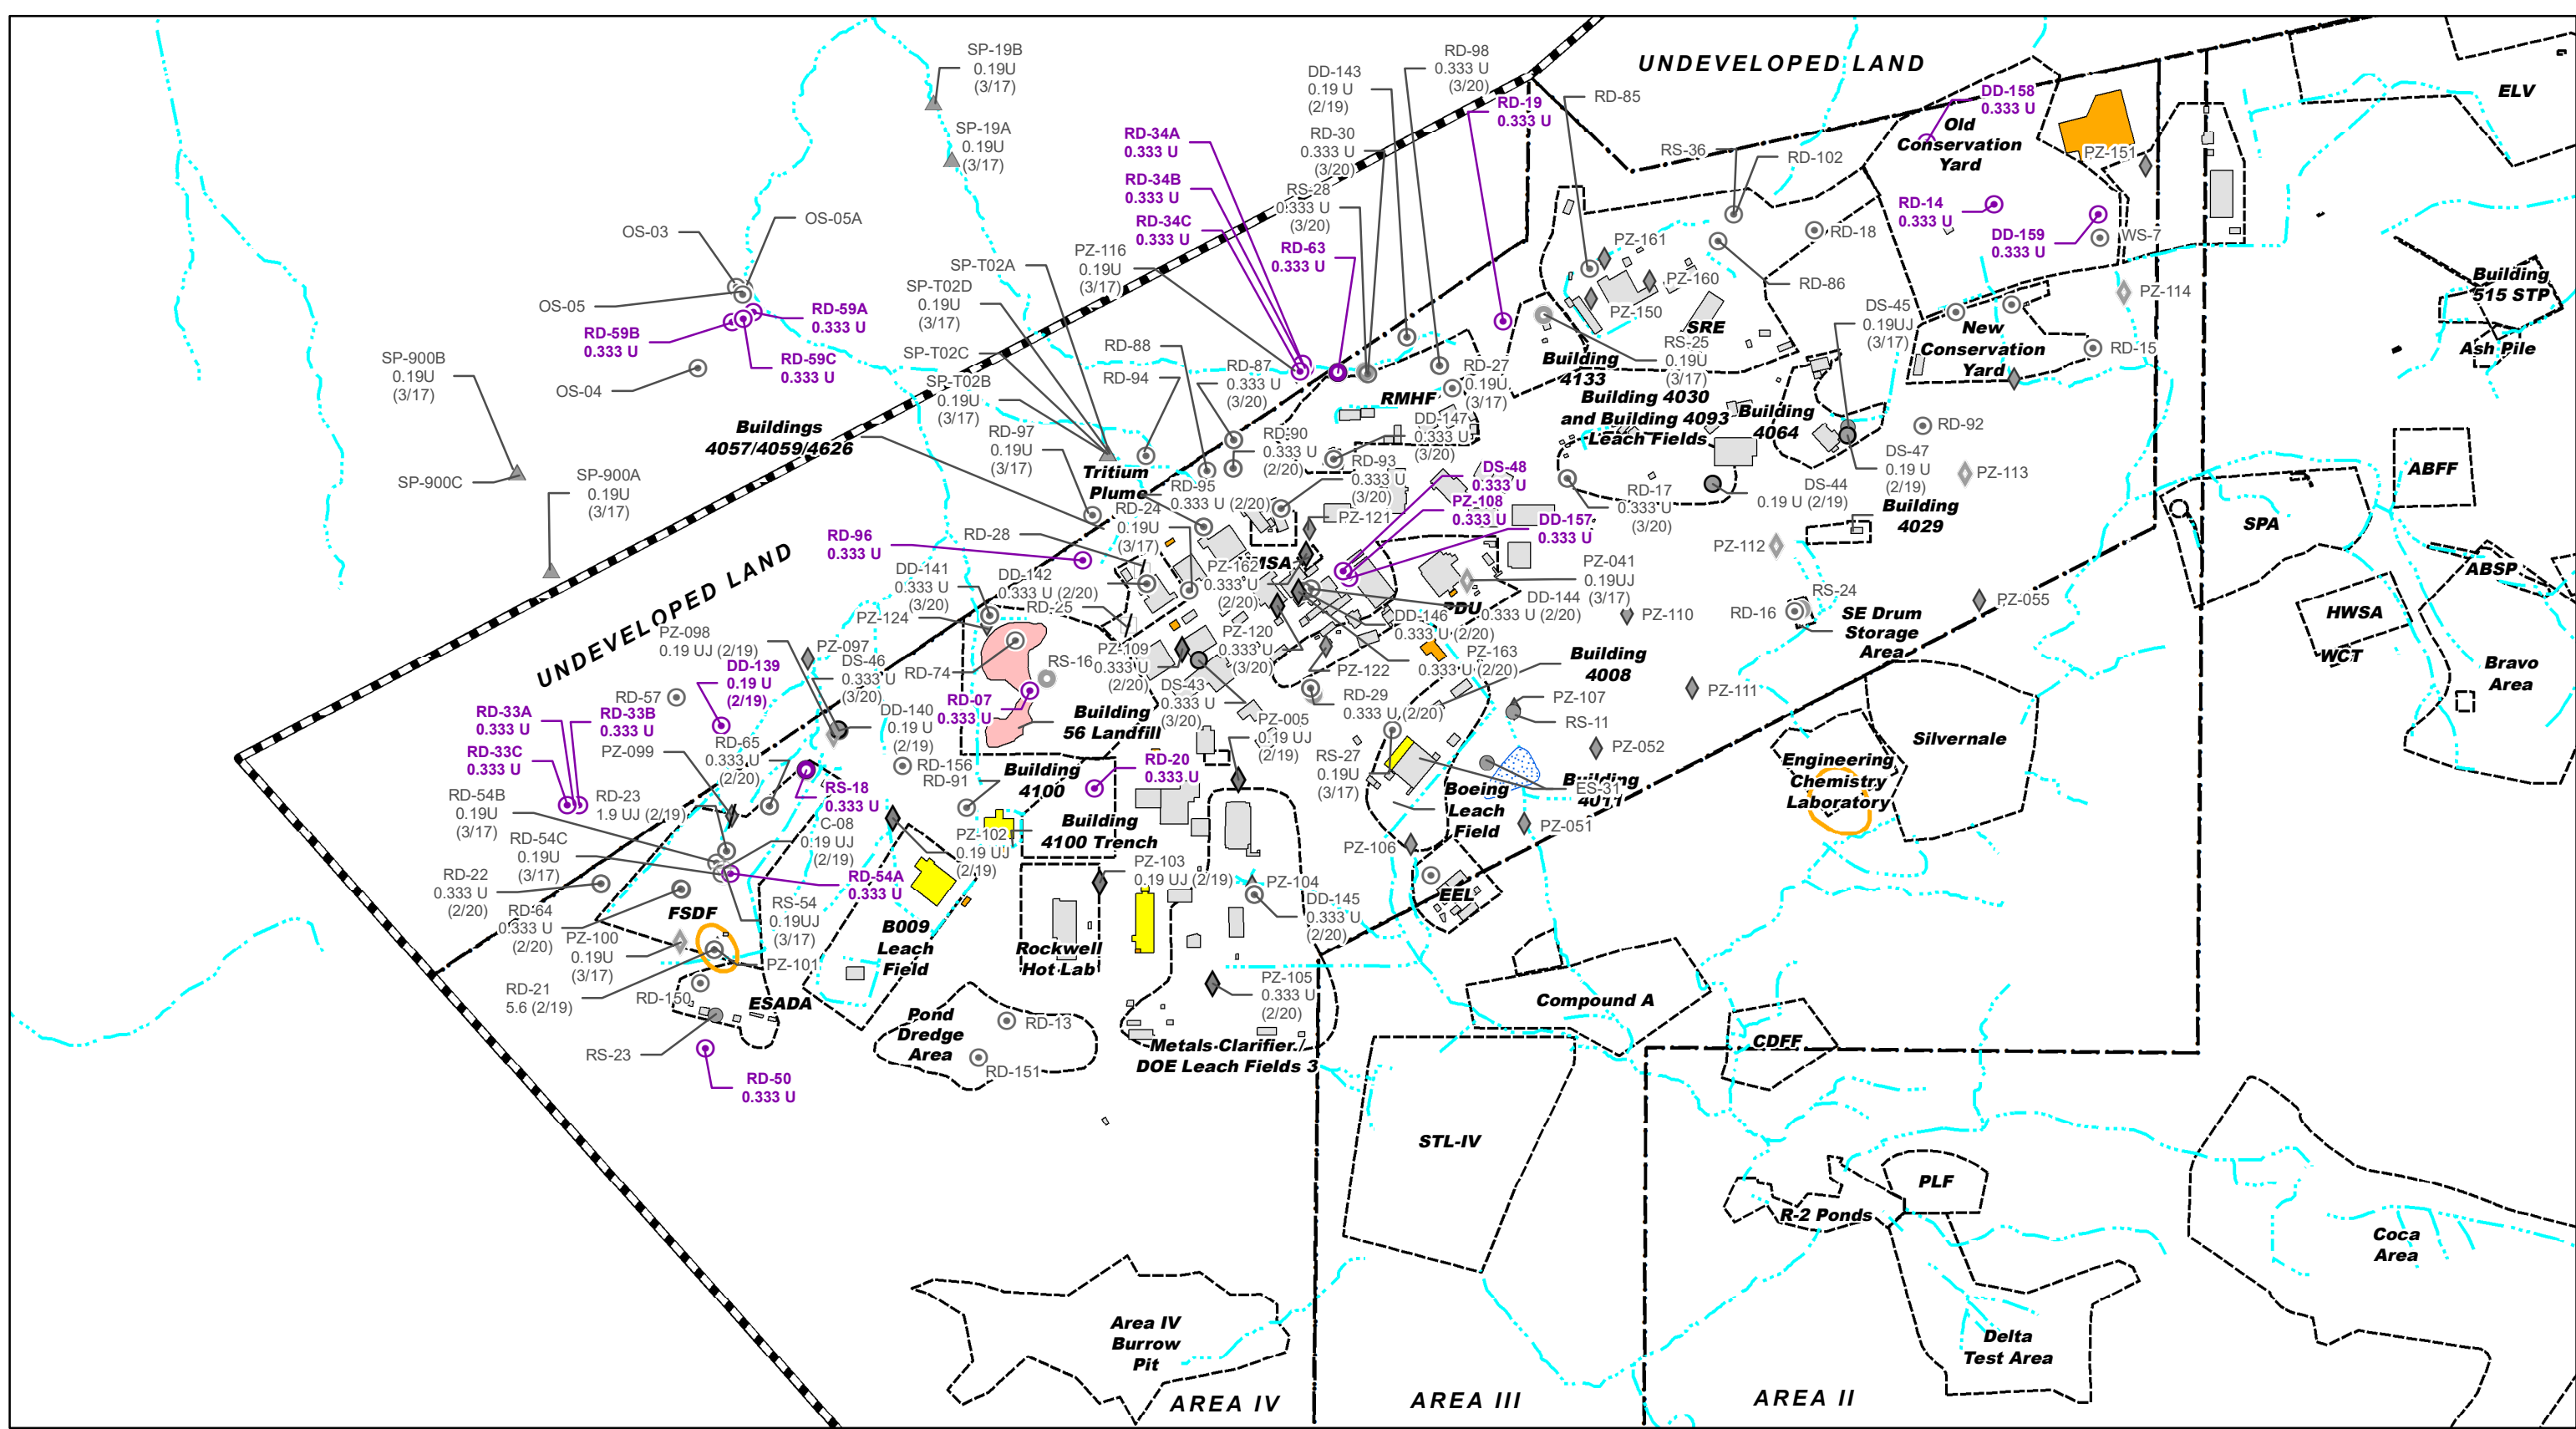 SP-19B
0.19U
(3/17)
SP-19A
0.19U
(3/17)
UNDEVELOPED LAND
RD-98
0.333 U
(3/20)
DD-143
0.19 U
(2/19)
RD-19
0.333 U
RD-85
DD-158
0.333 U
Old
Conservation
Yard
ELV
PZ-151
RD-34A
0.333 U
RD-30
0.333 U
(3/20)
RD-34B
0.333 U
RS-28
0.333 U
(3/20)
RD-34C
0.333 U
RD-63
0.333 U
RS-36
RD-102
RD-14
0.333 U
DD-159
0.333 U
WS-7
RD-18
OS-05A
OS-03
OS-05
RD-59B
0.333 U
RD-59A
0.333 U
RD-59C
0.333 U
OS-04
SP-T02A
SP-T02D
0.19U
(3/17)
SP-T02C
SP-T02B
0.19U
(3/17)
PZ-116
0.19U
(3/17)
PZ-161
PZ-160
PZ-150
RD-86
SRE
RS-25
0.19U
(3/17)
DS-45
0.19UJ
(3/17)
PZ-114
New
Conservation
Yard
RD-15
Building
515 STP
Ash Pile
SP-900B
0.19U
(3/17)
SP-900C
SP-900A
0.19U
(3/17)
RD-88
RD-94
RD-87
0.333 U
(3/20)
RMHF
RD-27
0.19U
(3/17)
Building
4133
Building 4030
and Building 4093
Leach Fields
Building
4064
RD-92
DS-47
0.19 U
(2/19)
PZ-113
ABFF
SPA
Buildings
4057/4059/4626
RD-97
0.19U
(3/17)
Tritium
Plume
RD-90
0.333 U
(2/20)
DD-147
0.333 U
(3/20)
RD-93
0.333 U
(3/20)
RD-95
0.333 U (2/20)
DS-48
0.333 U
PZ-108
0.333 U
DD-157
0.333 U
RD-17
0.333 U
(3/20)
DS-44
0.19 U (2/19)
Building
4029
RD-24
0.19U
(3/17)
PZ-121
RD-96
0.333 U
RD-28
UNDEVELOPED LAND
DD-141
0.333 U
(3/20)
DD-142
0.333 U (2/20)
RD-25
PZ-124
PZ-162
0.333 U
(2/20)
PZ-041
0.19UJ
(3/17)
PDU
DD-144
0.333 U (2/20)
DD-146
0.333 U (2/20)
PZ-110
PZ-112
RS-24
RD-16
SE Drum
Storage
Area
PZ-055
ABSP
HWSA
WCT
Bravo
Area
PZ-098
0.19 UJ (2/19)
PZ-097
DD-139
0.19 U
(2/19)
DS-46
0.333 U
(3/20)
RD-74
RS-16
RD-07
0.333 U
PZ-109
0.333 U
(2/20)
PZ-120
0.333 U
(3/20)
DS-43
0.333 U
(3/20)
PZ-122
RD-29
0.333 U (2/20)
PZ-163
0.333 U (2/20)
Building
4008
PZ-107
RS-11
PZ-111
PZ-052
RD-57
RD-33A
0.333 U
RD-33B
0.333 U
RD-33C
0.333 U
PZ-099
RD-65
0.333 U
(2/20)
DD-140
0.19 U
(2/19)
RD-156
RD-91
RS-18
0.333 U
Building
56 Landfill
Building
4100
RD-20
0.333 U
PZ-005
0.19 UJ
(2/19)
RS-27
0.19U
(3/17)
Boeing
Leach
Field
ES-31
Building
4011
PZ-051
Engineering
Chemistry
Laboratory
Silvernale
RD-54B
0.19U
(3/17)
RD-23
1.9 UJ (2/19)
RD-54C
0.19U
(3/17)
C-08
0.19 UJ
(2/19)
RD-54A
0.333 U
PZ-102
0.19 UJ
(2/19)
Building
4100 Trench
PZ-103
0.19 UJ (2/19)
PZ-104
DD-145
0.333 U
(2/20)
PZ-106
EEL
RD-22
0.333 U
(2/20)
RD-64
0.333 U
(2/20)
FSDF
RS-54
0.19UJ
(3/17)
PZ-100
0.19U
(3/17)
PZ-101
RD-21
5.6 (2/19)
RD-150
ESADA
RS-23
RD-50
0.333 U
B009
Leach
Field
Rockwell
Hot Lab
Pond
Dredge
Area
RD-13
RD-151
PZ-105
0.333 U
(2/20)
Metals Clarifier /
DOE Leach Fields 3
Compound A
CDFF
STL-IV
PLF
R-2 Ponds
Coca
Area
Delta
Test Area
Area IV
Burrow
Pit
AREA IV
AREA III
AREA II